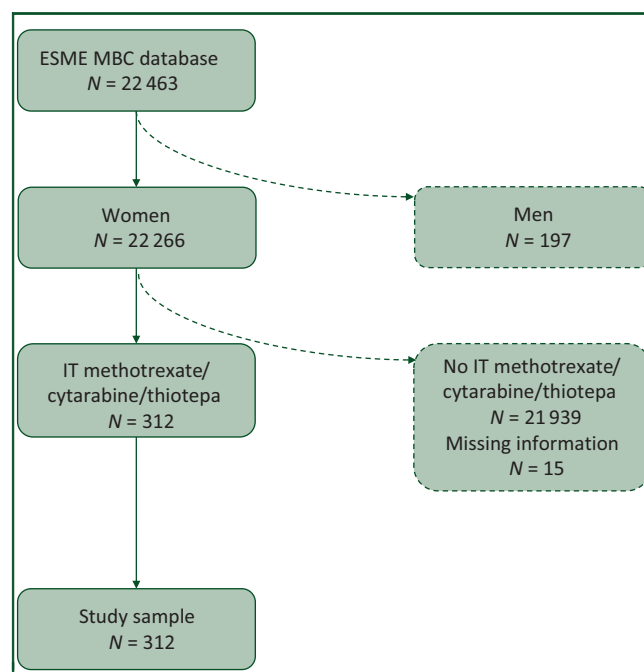 ESME MBC database
N = 22 463
Women
N = 22 266
Men
N = 197
IT methotrexate/
cytarabine/thiotepa
N = 312
No IT methotrexate/
cytarabine/thiotepa
N = 21 939
Missing information
N = 15
Study sample
N = 312